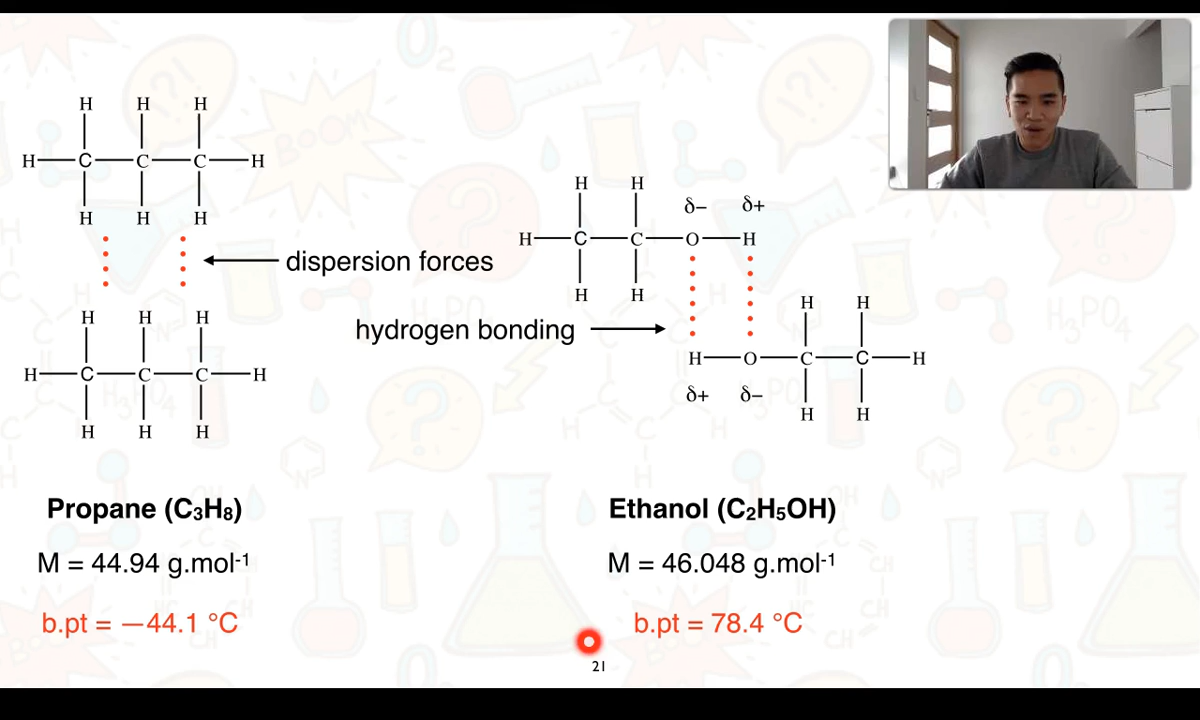 H H H
H C C C H
H H H
dispersion forces
H H H
H C C C H
H H H
H H δ– δ+
H C C O H
H H
hydrogen bonding
H H
H O C C H
δ+ δ– H H
Propane (C₃H₈)
M = 44.94 g.mol⁻¹
b.pt = —44.1 °C
Ethanol (C₂H₅OH)
M = 46.048 g.mol⁻¹
b.pt = 78.4 °C
21